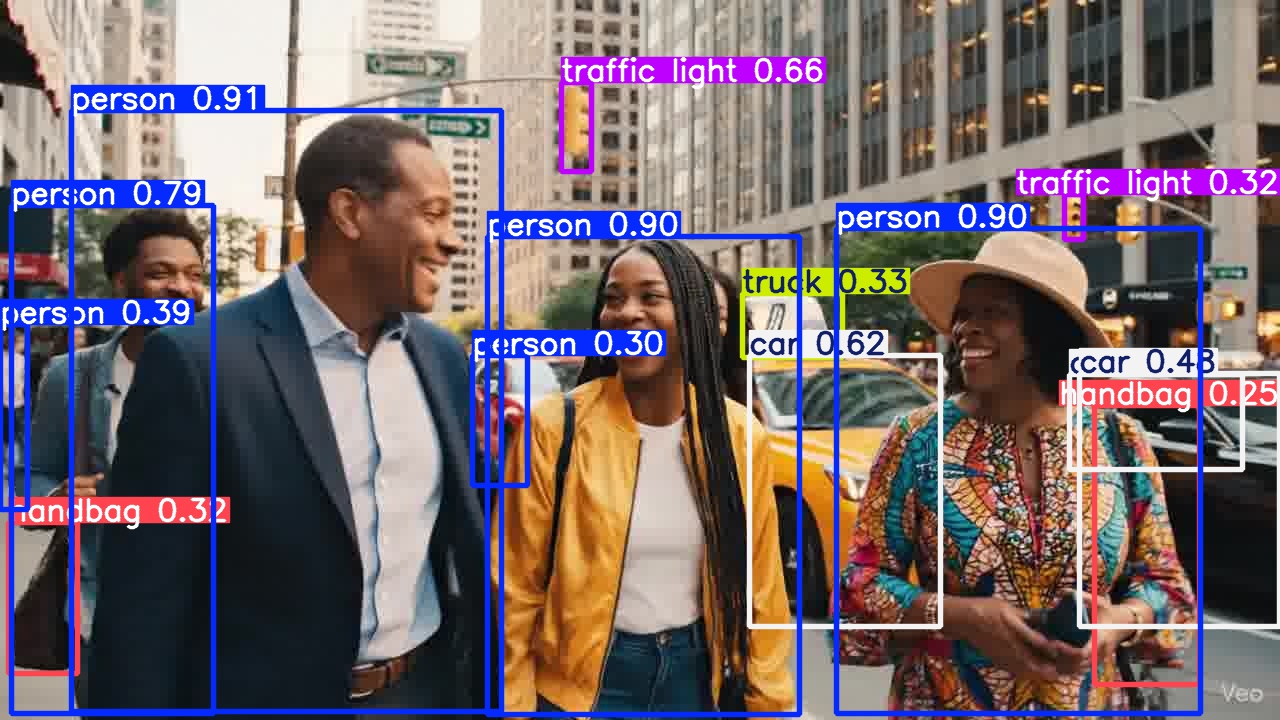 traffic light 0.66
person 0.91
traffic light 0.32
person 0.79
person 0.90
person 0.90
truck 0.33
person 0.39
person 0.30
car 0.62
car 0.48
handbag 0.25
handbag 0.32
Veo